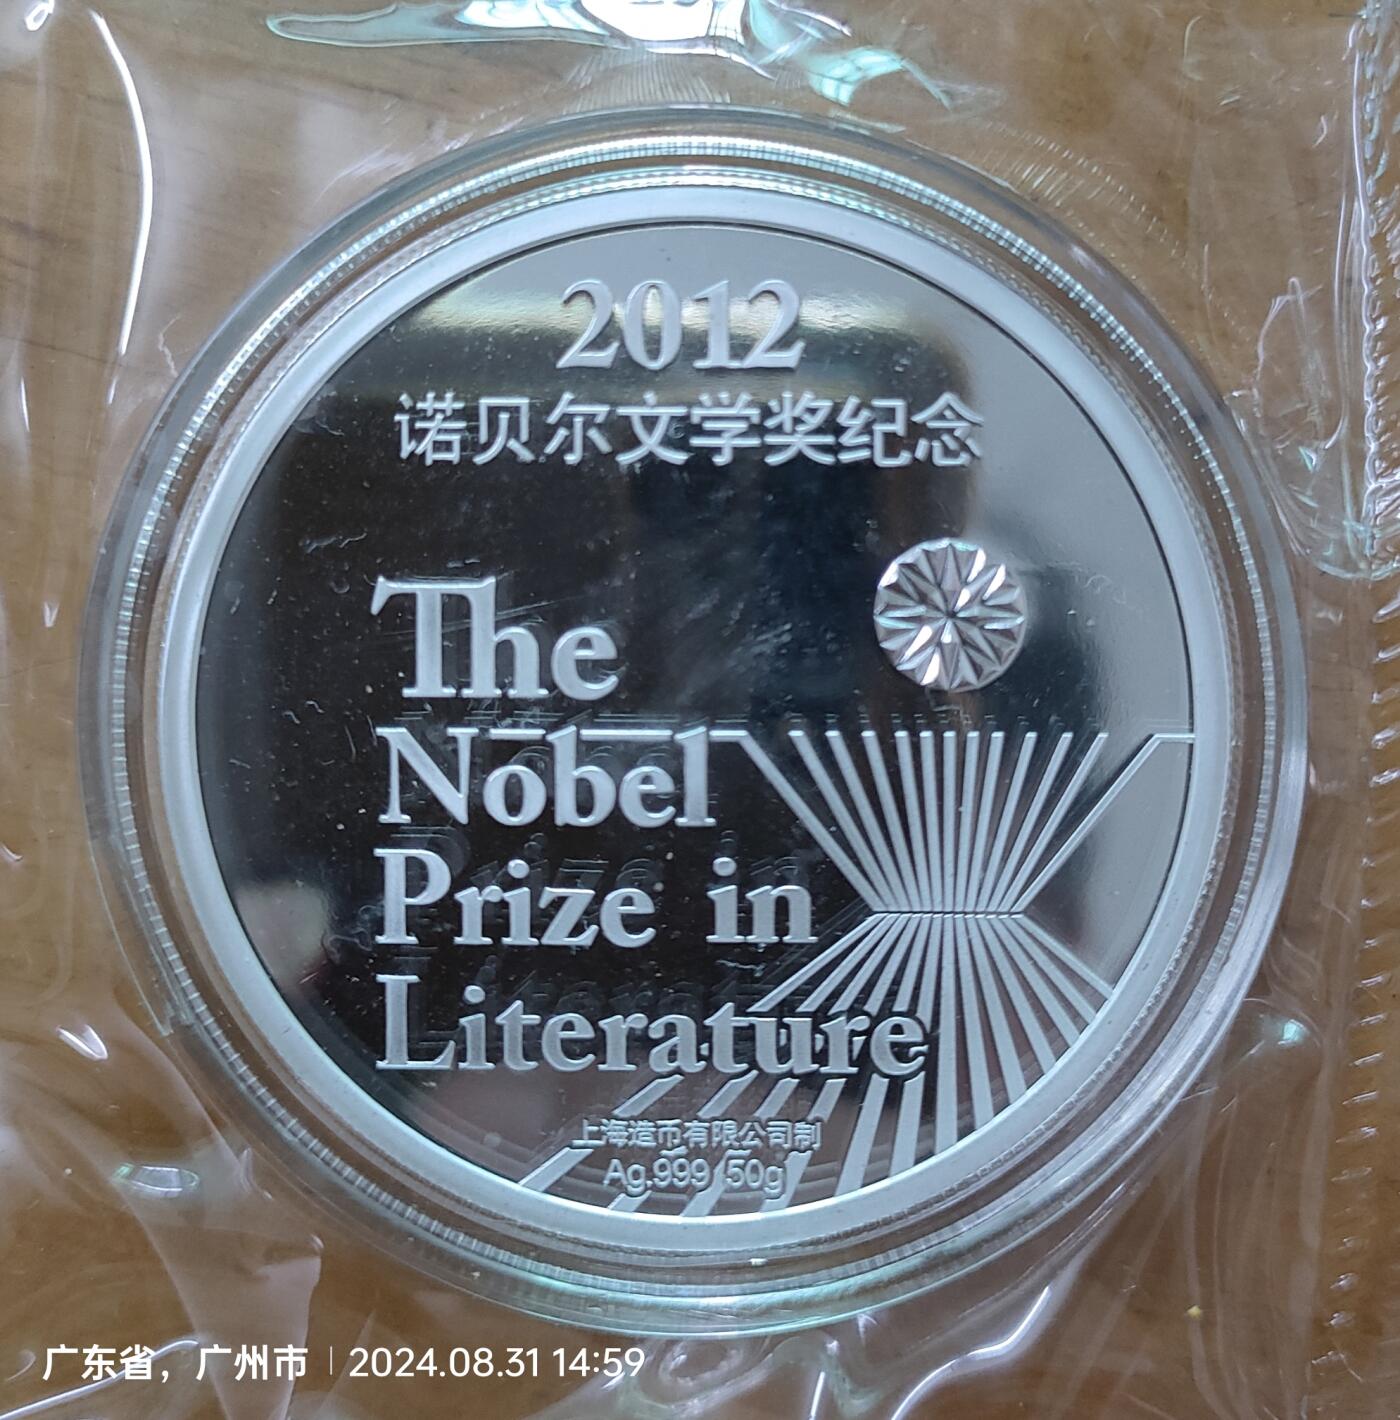 2012
诺贝尔文学奖纪念
The
Nobel
Prize in
Literature
上海造币有限公司制
Ag.999 50g
广东省，广州市 | 2024.08.31 14:59